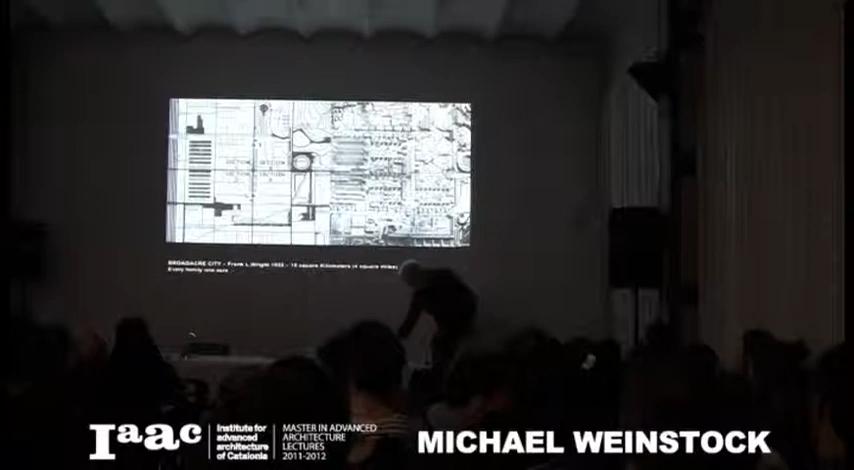 BROADACRE CITY - Frank L Wright 1932 - 16 square Kilometers (4 square Miles)
Every family one acre
Iaac
Institute for
advanced
architecture
of Catalonia
MASTER IN ADVANCED
ARCHITECTURE
LECTURES
2011-2012
MICHAEL WEINSTOCK